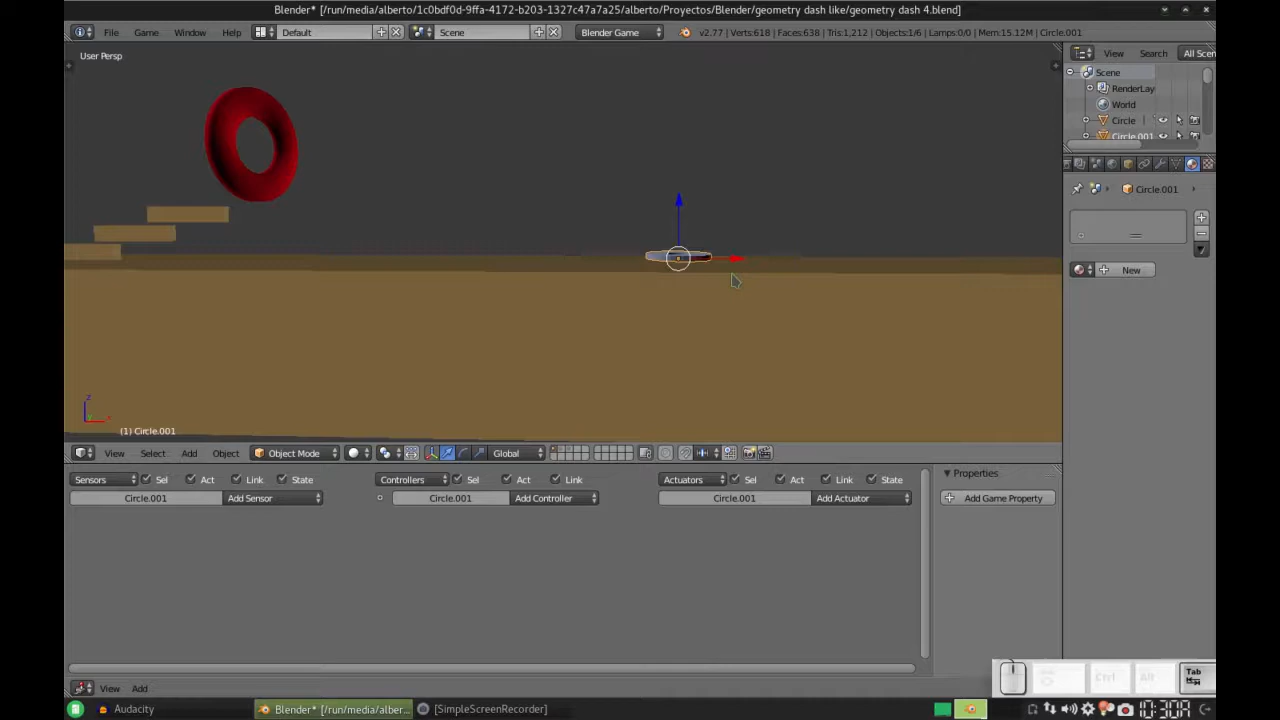 Blender* [/run/media/alberto/1c0bdf0d-9ffa-4172-b203-1327c47a7a25/alberto/Proyectos/Blender/geometry dash like/geometry dash 4.blend]
File Game Window Help Default Scene Blender Game v2.77 | Verts:618 | Faces:638 | Tris:1,212 | Objects:1/6 | Lamps:0/0 | Mem:15.12M | Circle.001
User Persp
View Search All Scen
Scene
RenderLay
World
Circle
Circle.001
Circle.001
New
z
x
(1) Circle.001
View Select Add Object Object Mode Global
Sensors Sel Act Link State Controllers Sel Act Link Actuators Sel Act Link State Properties
Circle.001 Add Sensor Circle.001 Add Controller Circle.001 Add Actuator Add Game Property
View Add
Ctrl Alt Tab
Audacity Blender* [/run/media/alber... [SimpleScreenRecorder]